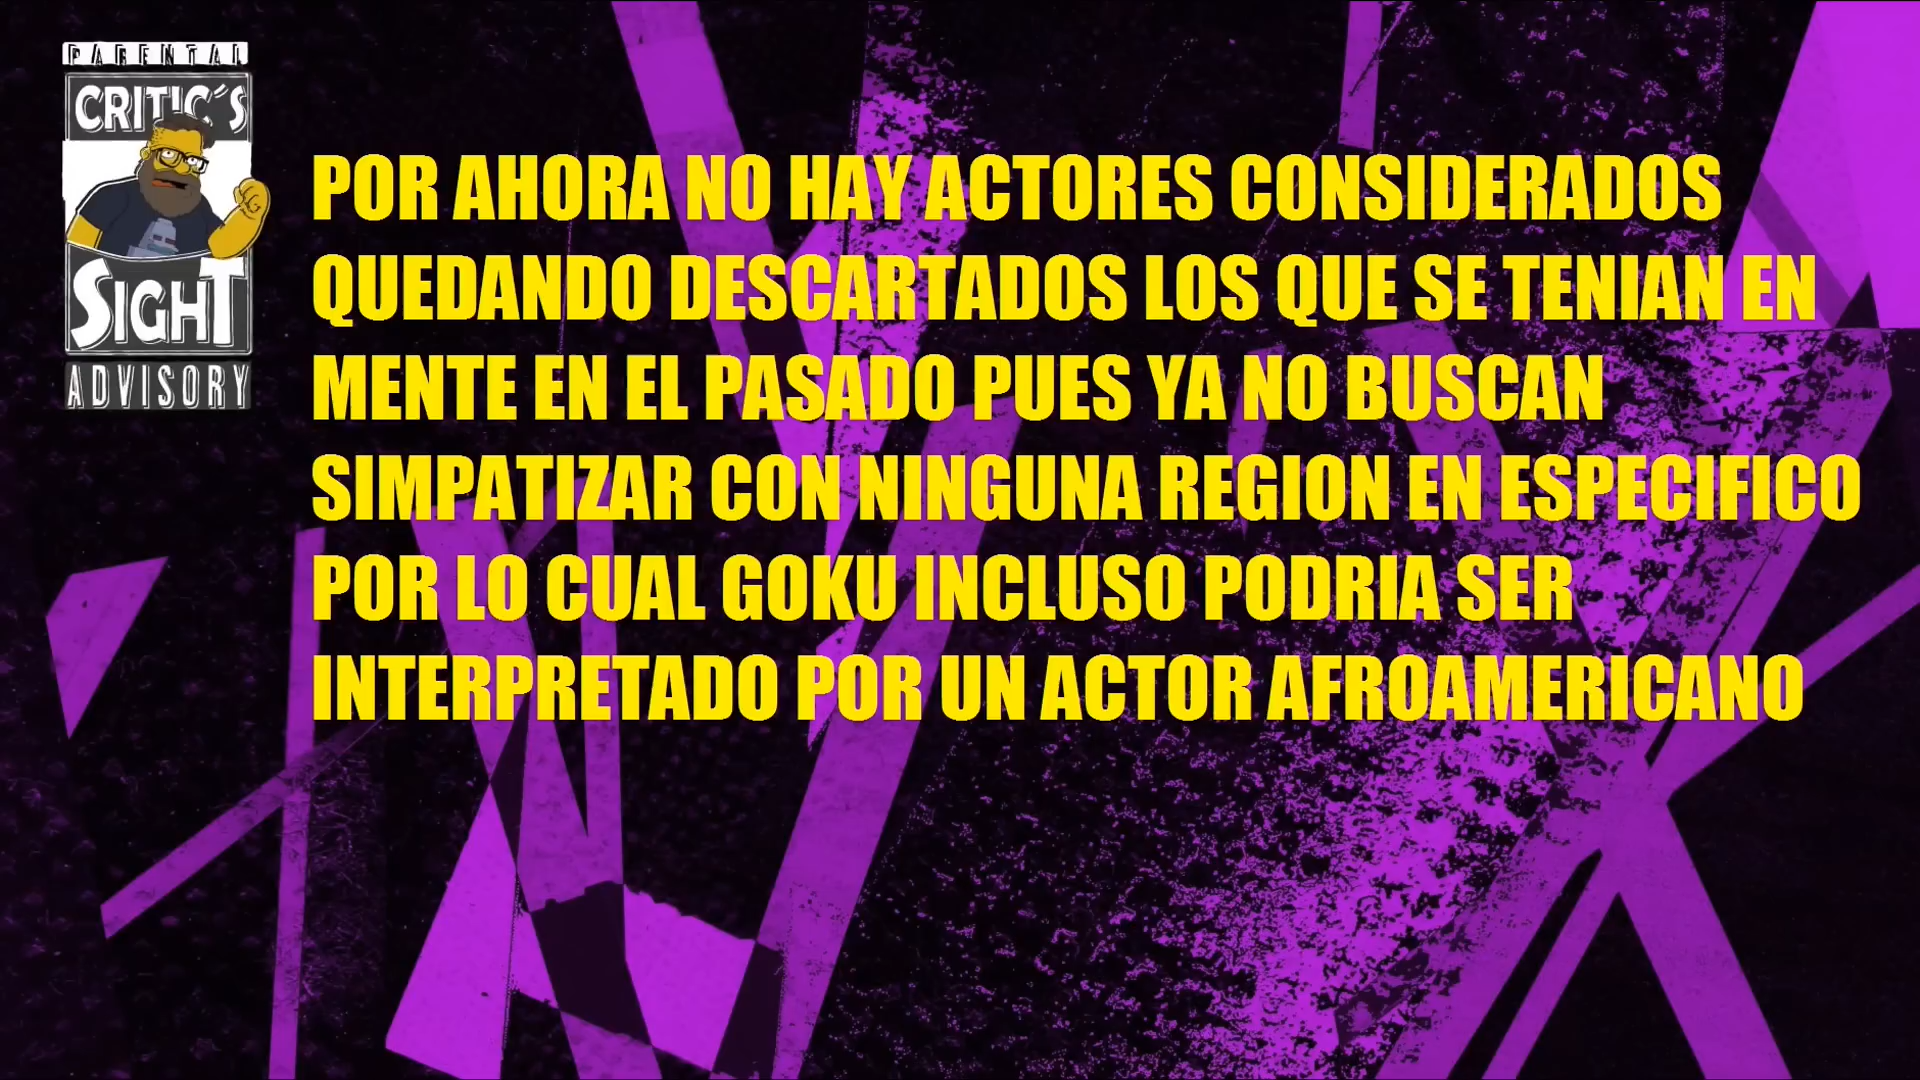 PARENTAL
CRITIC´S
SIGHT
ADVISORY
POR AHORA NO HAY ACTORES CONSIDERADOS
QUEDANDO DESCARTADOS LOS QUE SE TENIAN EN
MENTE EN EL PASADO PUES YA NO BUSCAN
SIMPATIZAR CON NINGUNA REGION EN ESPECIFICO
POR LO CUAL GOKU INCLUSO PODRIA SER
INTERPRETADO POR UN ACTOR AFROAMERICANO